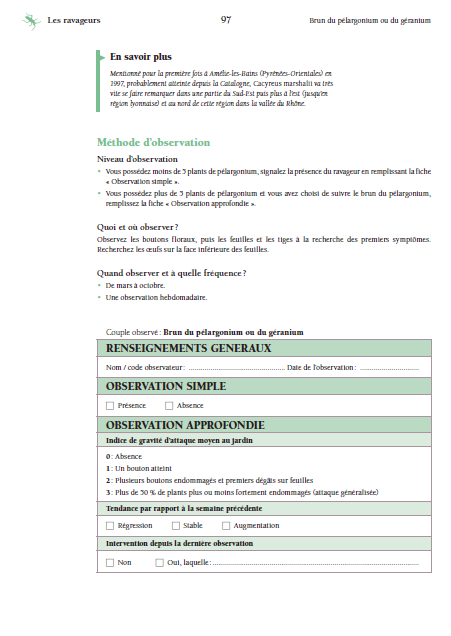 Les ravageurs
97
Brun du pélargonium ou du géranium
En savoir plus
Mentionné pour la première fois à Amélie-les-Bains (Pyrénées-Orientales) en
1997, probablement atteinte depuis la Catalogne, Cacyreus marshalii va très
vite se faire remarquer dans une partie du Sud-Est puis plus à l'est (jusqu'en
région lyonnaise) et au nord de cette région dans la vallée du Rhône.
Méthode d'observation
Niveau d'observation
• Vous possédez moins de 5 plants de pélargonium, signalez la présence du ravageur en remplissant la fiche
« Observation simple ».
• Vous possédez plus de 5 plants de pélargonium et vous avez choisi de suivre le brun du pélargonium,
remplissez la fiche « Observation approfondie ».
Quoi et où observer ?
Observez les boutons floraux, puis les feuilles et les tiges à la recherche des premiers symptômes.
Recherchez les œufs sur la face inférieure des feuilles.
Quand observer et à quelle fréquence ?
• De mars à octobre.
• Une observation hebdomadaire.
Couple observé : Brun du pélargonium ou du géranium
RENSEIGNEMENTS GENERAUX
Nom / code observateur : ........................................ Date de l'observation : .........................
OBSERVATION SIMPLE
Présence Absence
OBSERVATION APPROFONDIE
Indice de gravité d'attaque moyen au jardin
0 : Absence
1 : Un bouton atteint
2 : Plusieurs boutons endommagés et premiers dégâts sur feuilles
3 : Plus de 50 % de plants plus ou moins fortement endommagés (attaque généralisée)
Tendance par rapport à la semaine précédente
Régression Stable Augmentation
Intervention depuis la dernière observation
Non Oui, laquelle : ........................................